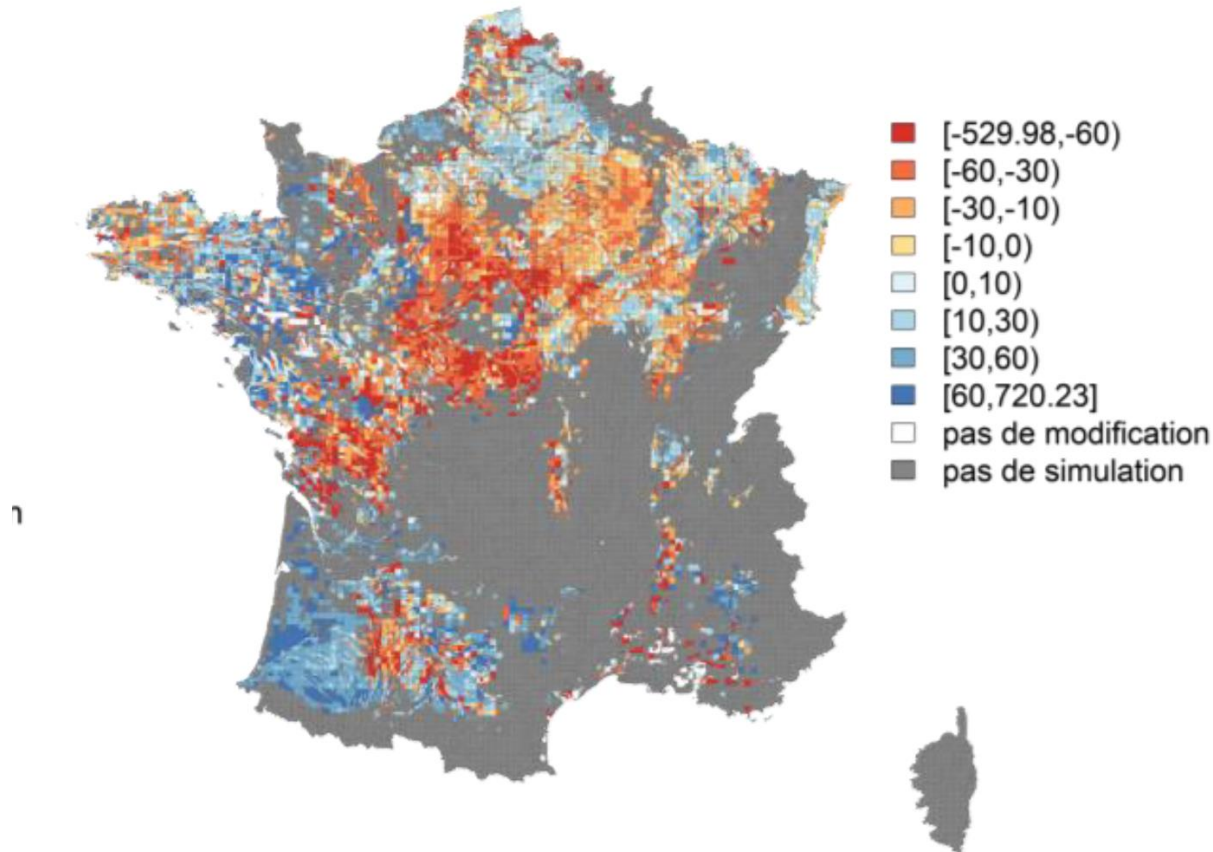 [-529.98,-60)
[-60,-30)
[-30,-10)
[-10,0)
[0,10)
[10,30)
[30,60)
[60,720.23]
pas de modification
pas de simulation
n